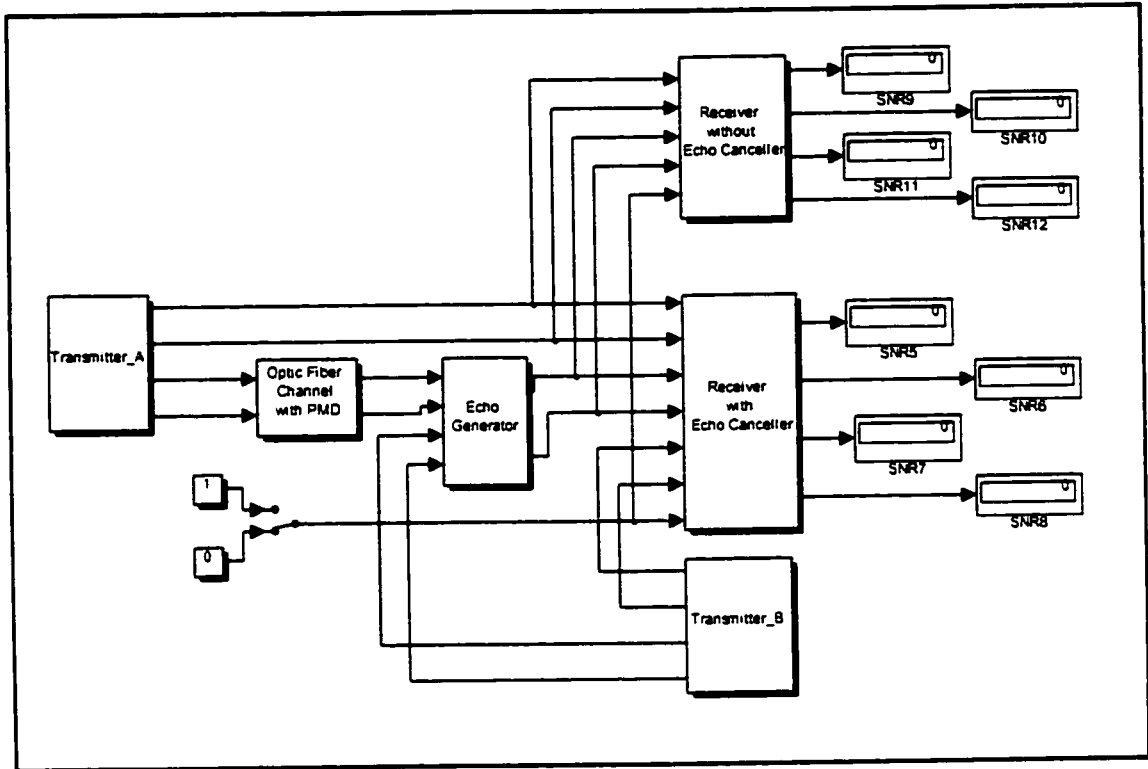 0
SNR9
Receiver
without
Echo Canceller
0
SNR10
0
SNR11
0
SNR12
Transmitter_A
Optic Fiber
Channel
with PMD
Echo
Generator
Receiver
with
Echo Canceller
0
SNR5
0
SNR6
0
SNR7
0
SNR8
1
0
Transmitter_B